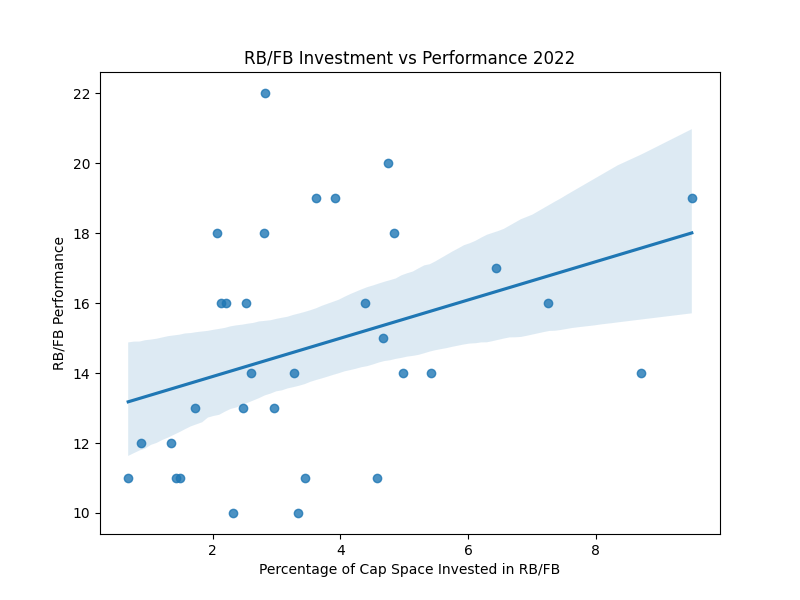 RB/FB Investment vs Performance 2022
22
20
18
16
14
12
10
RB/FB Performance
2 4 6 8
Percentage of Cap Space Invested in RB/FB